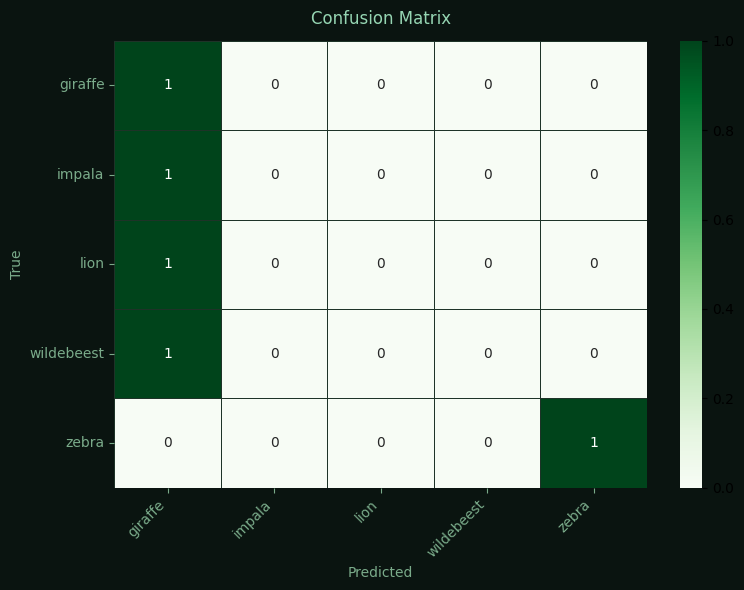 Confusion Matrix
giraffe 1 0 0 0 0
impala 1 0 0 0 0
lion 1 0 0 0 0
wildebeest 1 0 0 0 0
zebra 0 0 0 0 1
giraffe impala lion wildebeest zebra
Predicted
True
1.0
0.8
0.6
0.4
0.2
0.0